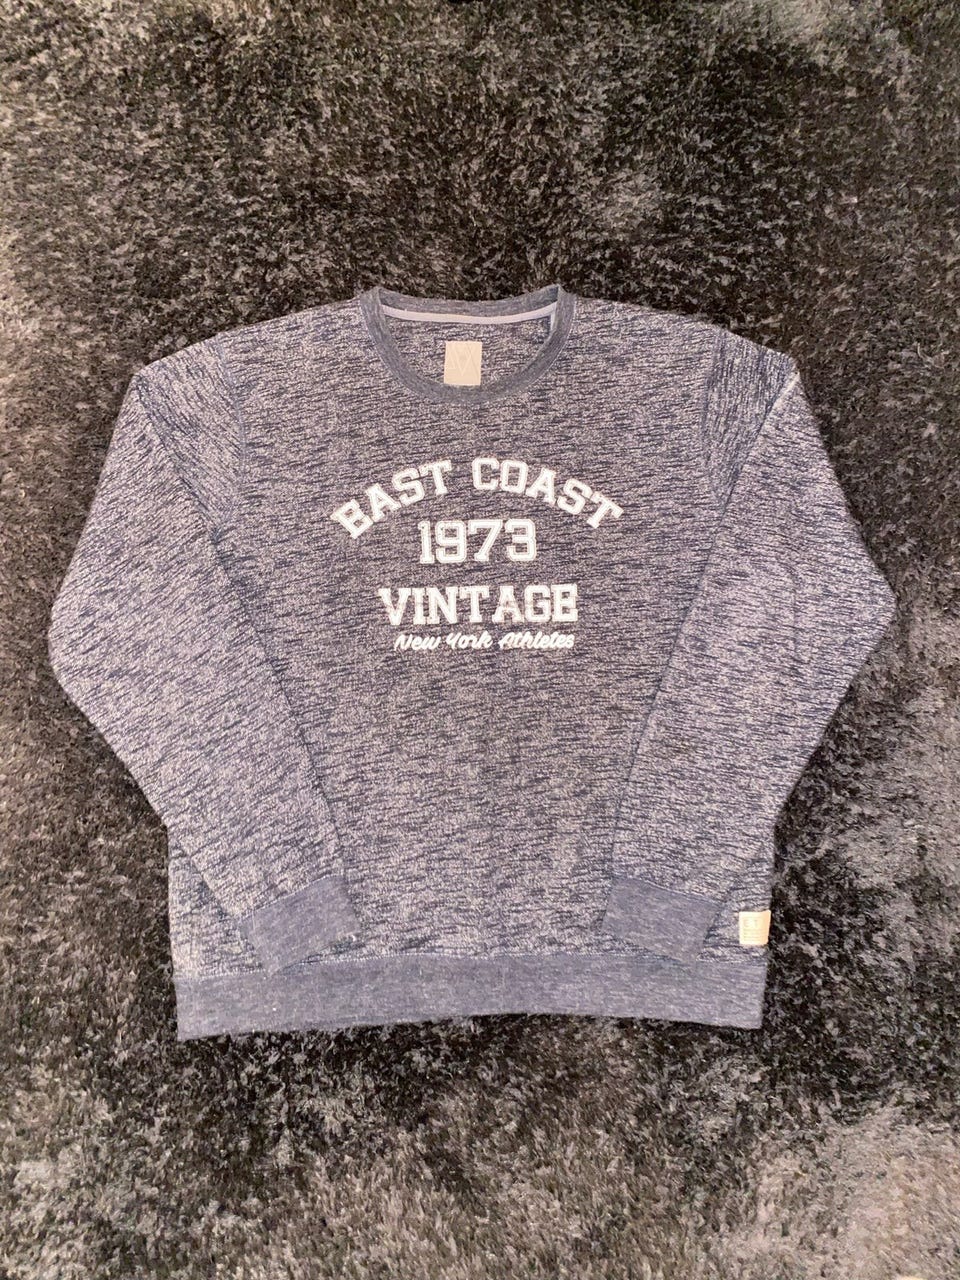 EAST COAST
1973
VINTAGE
New York Athletes